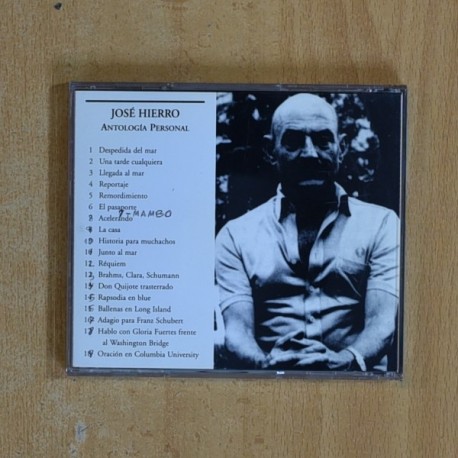 JOSÉ HIERRO
ANTOLOGÍA PERSONAL
1 Despedida del mar
2 Una tarde cualquiera
3 Llegada al mar
4 Reportaje
5 Remordimiento
6 El pasaporte
7-MAMBO
8 Acelerando
9 La casa
10 Historia para muchachos
11 Junto al mar
12 Réquiem
13 Brahms, Clara, Schumann
14 Don Quijote trasterrado
15 Rapsodia en blue
16 Ballenas en Long Island
17 Adagio para Franz Schubert
18 Hablo con Gloria Fuertes frente
al Washington Bridge
19 Oración en Columbia University